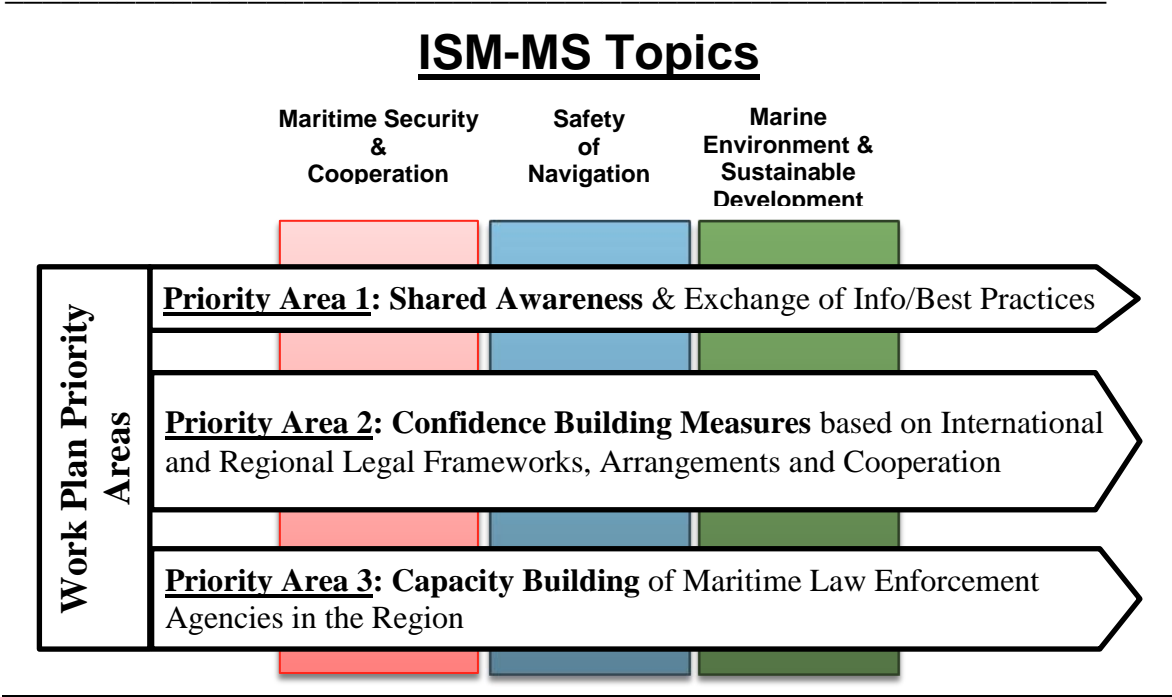 ISM-MS Topics
Maritime Security
&
Cooperation
Safety
of
Navigation
Marine
Environment &
Sustainable
Development
Work Plan Priority
Areas
Priority Area 1: Shared Awareness & Exchange of Info/Best Practices
Priority Area 2: Confidence Building Measures based on International
and Regional Legal Frameworks, Arrangements and Cooperation
Priority Area 3: Capacity Building of Maritime Law Enforcement
Agencies in the Region